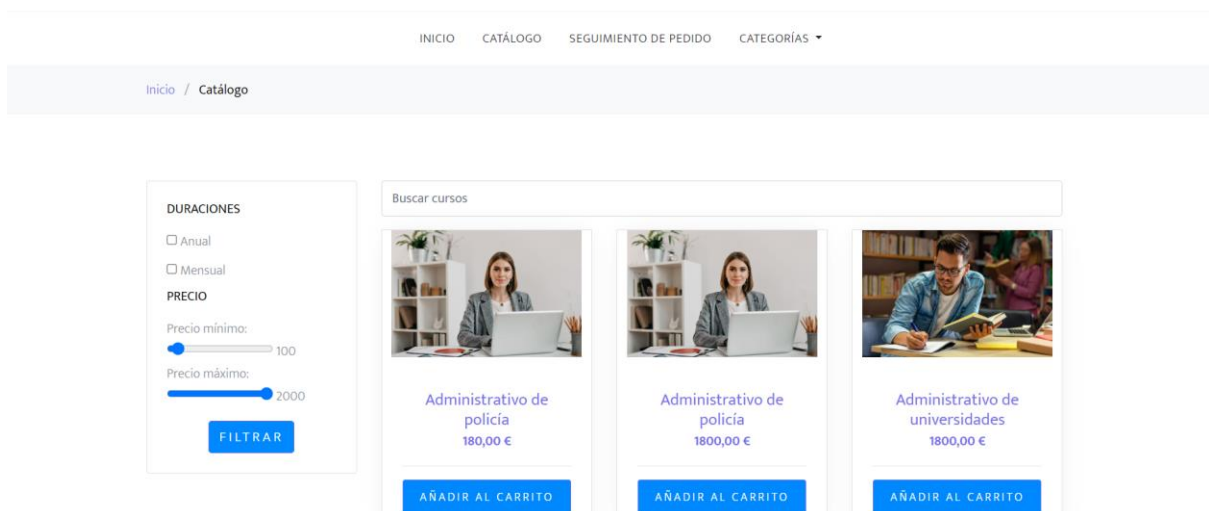 INICIO CATÁLOGO SEGUIMIENTO DE PEDIDO CATEGORÍAS
Inicio / Catálogo
DURACIONES
Anual
Mensual
PRECIO
Precio mínimo:
100
Precio máximo:
2000
FILTRAR
Buscar cursos
Administrativo de
policía
180,00 €
AÑADIR AL CARRITO
Administrativo de
policía
1800,00 €
AÑADIR AL CARRITO
Administrativo de
universidades
1800,00 €
AÑADIR AL CARRITO